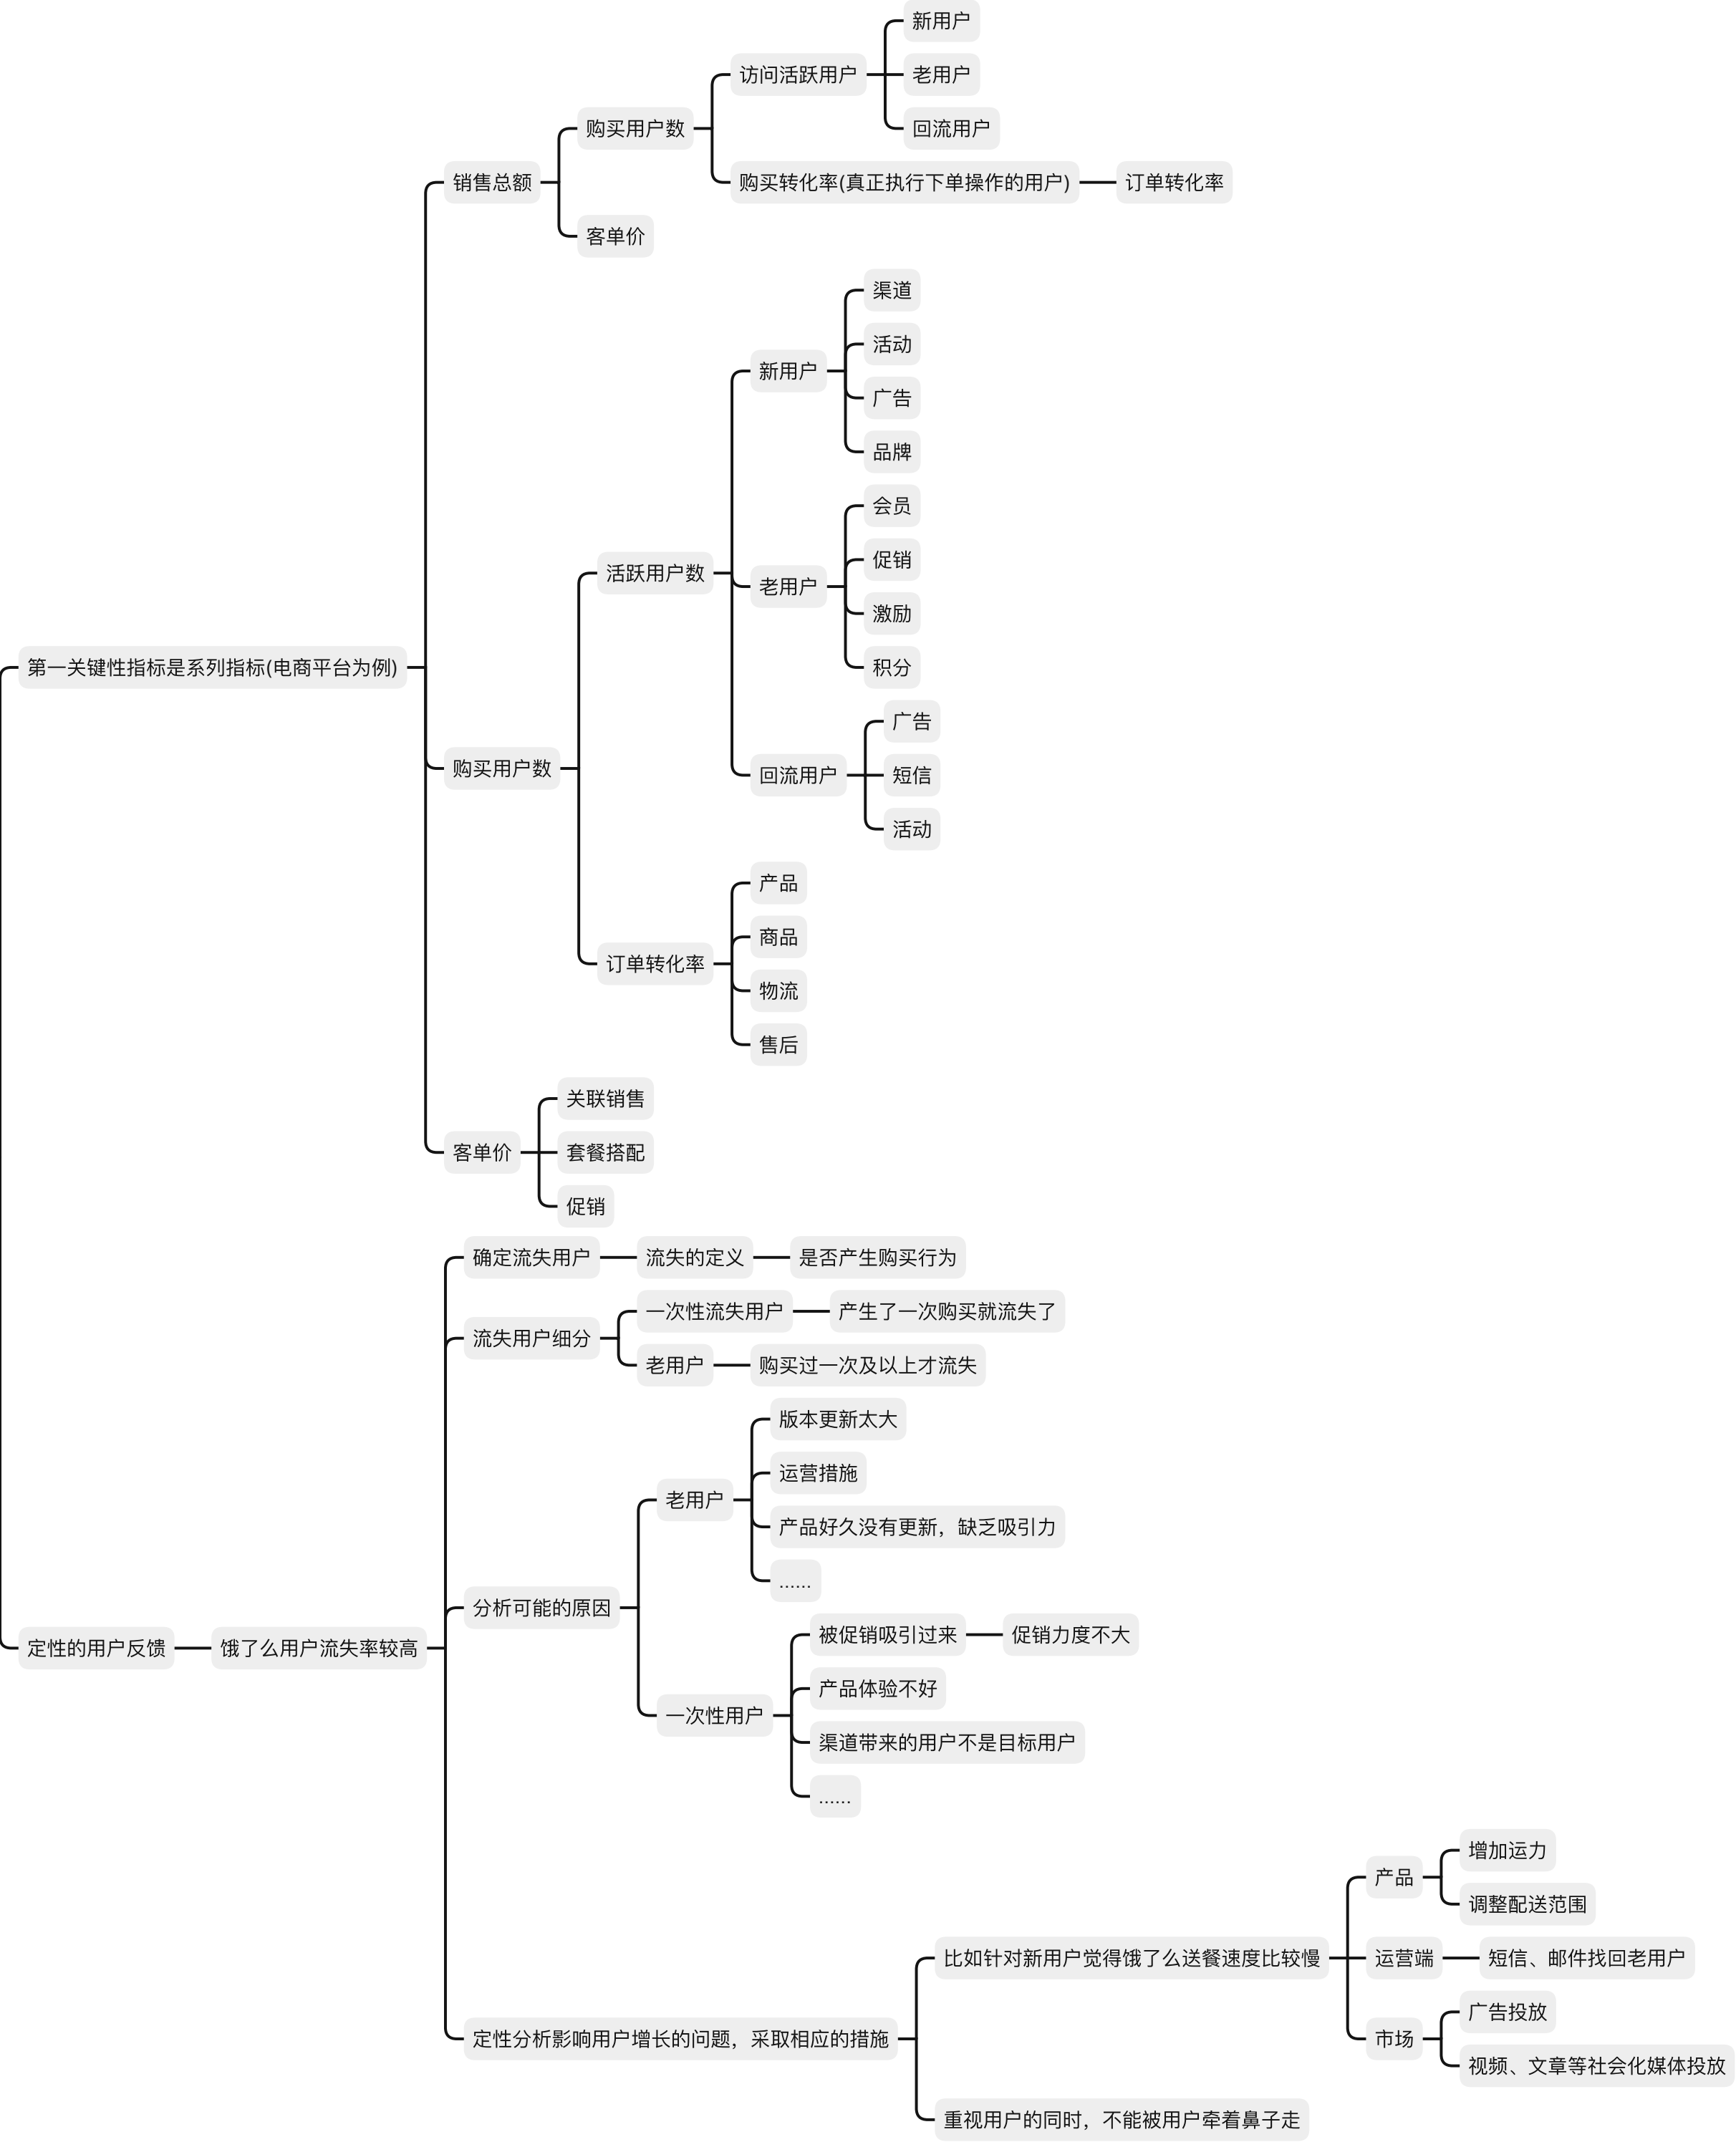 新用户
访问活跃用户
老用户
购买用户数
回流用户
销售总额
购买转化率(真正执行下单操作的用户)
订单转化率
客单价
渠道
活动
新用户
广告
品牌
会员
促销
活跃用户数
老用户
激励
第一关键性指标是系列指标(电商平台为例)
积分
广告
购买用户数
回流用户
短信
活动
产品
商品
订单转化率
物流
售后
关联销售
客单价
套餐搭配
促销
确定流失用户
流失的定义
是否产生购买行为
一次性流失用户
产生了一次购买就流失了
流失用户细分
老用户
购买过一次及以上才流失
版本更新太大
运营措施
老用户
产品好久没有更新，缺乏吸引力
......
分析可能的原因
被促销吸引过来
促销力度不大
定性的用户反馈
饿了么用户流失率较高
产品体验不好
一次性用户
渠道带来的用户不是目标用户
......
增加运力
产品
调整配送范围
比如针对新用户觉得饿了么送餐速度比较慢
运营端
短信、邮件找回老用户
广告投放
定性分析影响用户增长的问题，采取相应的措施
市场
视频、文章等社会化媒体投放
重视用户的同时，不能被用户牵着鼻子走